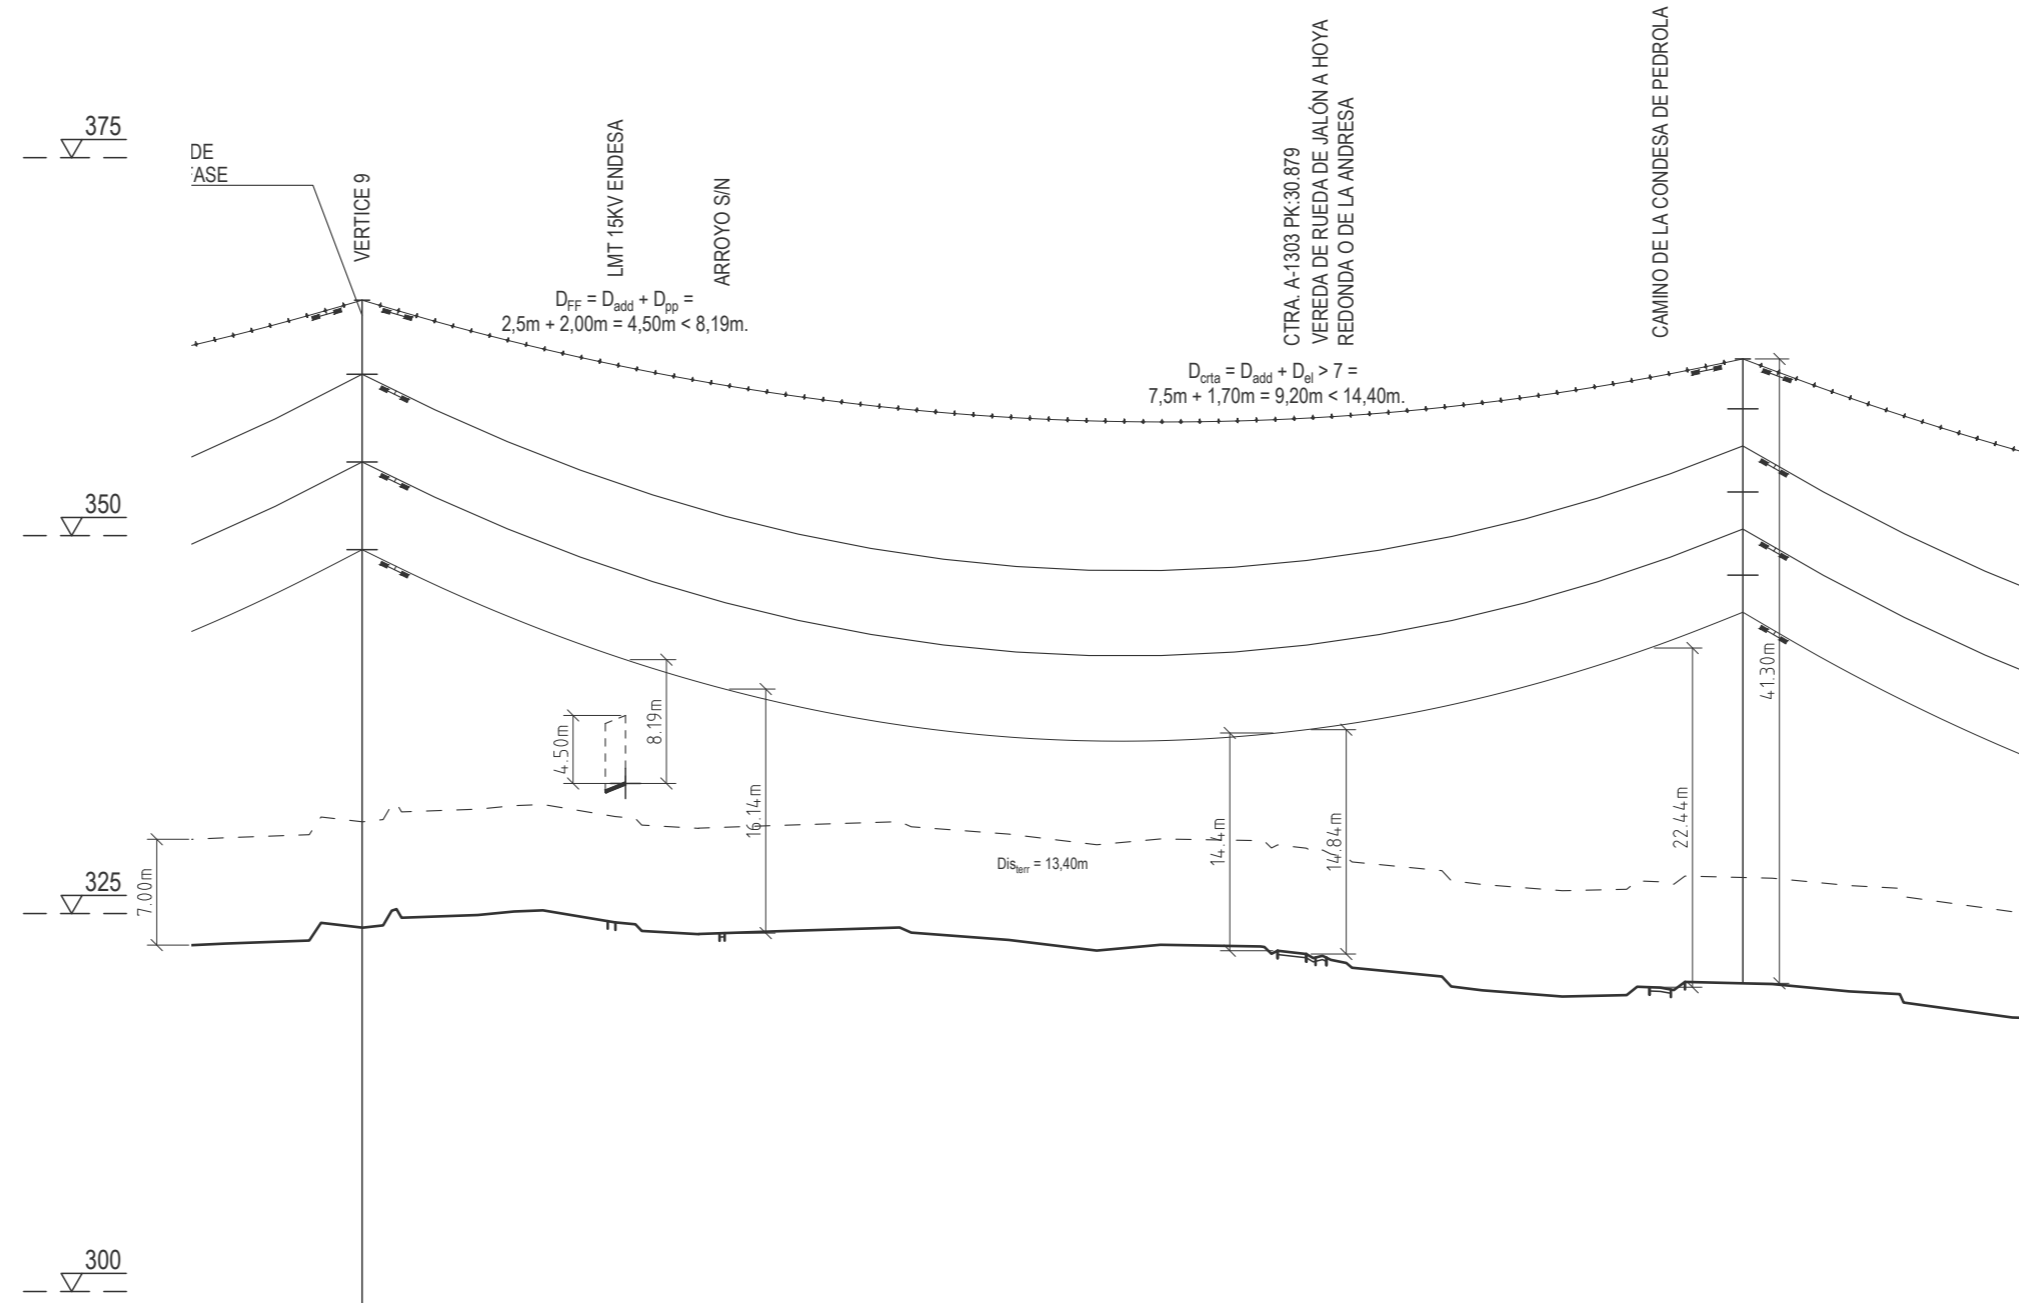 375
DE
FASE
VERTICE 9
LMT 15KV ENDESA
ARROYO S/N
CTRA. A-1303 PK:30.879
VEREDA DE RUEDA DE JALÓN A HOYA
REDONDA O DE LA ANDRESA
CAMINO DE LA CONDESA DE PEDROLA
D_FF = D_add + D_pp =
2,5m + 2,00m = 4,50m < 8,19m.
D_crta = D_add + D_el > 7 =
7,5m + 1,70m = 9,20m < 14,40m.
350
4.50m
8.19m
16.14m
14.4m
14.84m
22.44m
41.30m
Dis_terr = 13,40m
7.00m
325
300